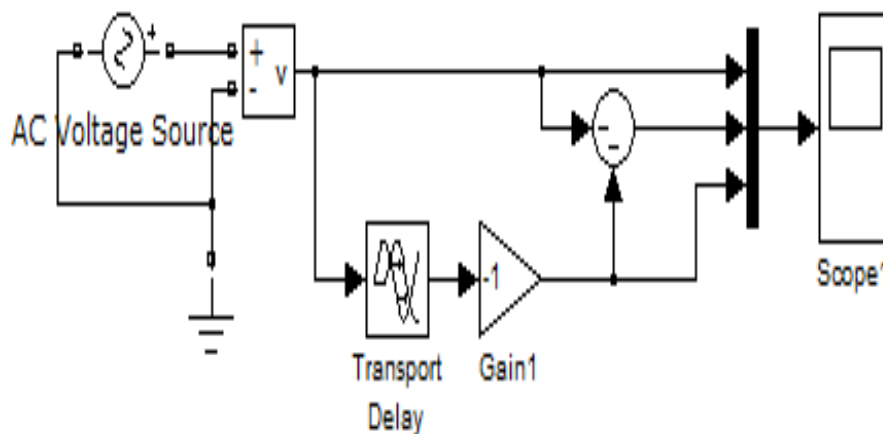 +
+
v
-
AC Voltage Source
-
-
-1
Scope1
Transport
Delay
Gain1